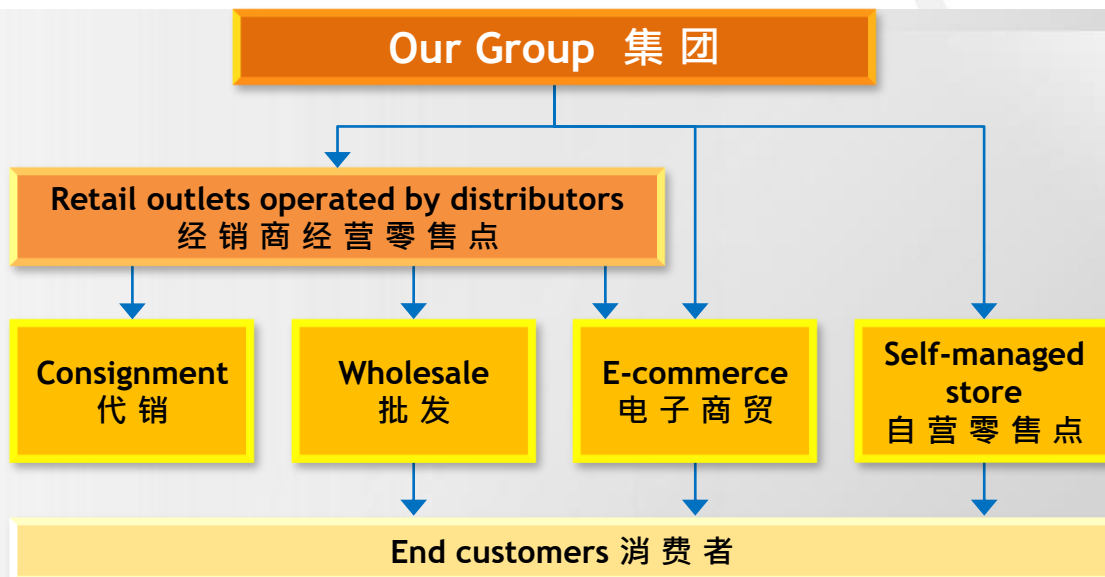 Our Group 集团
Retail outlets operated by distributors
经销商经营零售点
Consignment
代销
Wholesale
批发
E-commerce
电子商贸
Self-managed
store
自营零售点
End customers 消费者